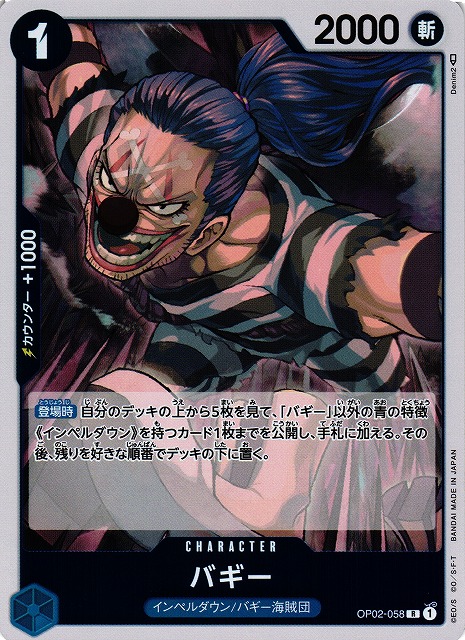 1
2000 斬
Denim2
カウンター +1000
登場時 自分のデッキの上から5枚を見て、「バギー」以外の青の特徴
《インペルダウン》を持つカード1枚までを公開し、手札に加える。その
後、残りを好きな順番でデッキの下に置く。
CHARACTER
バギー
インペルダウン/バギー海賊団
OP02-058 R 1
©E/S ©O/S・F・T BANDAI MADE IN JAPAN